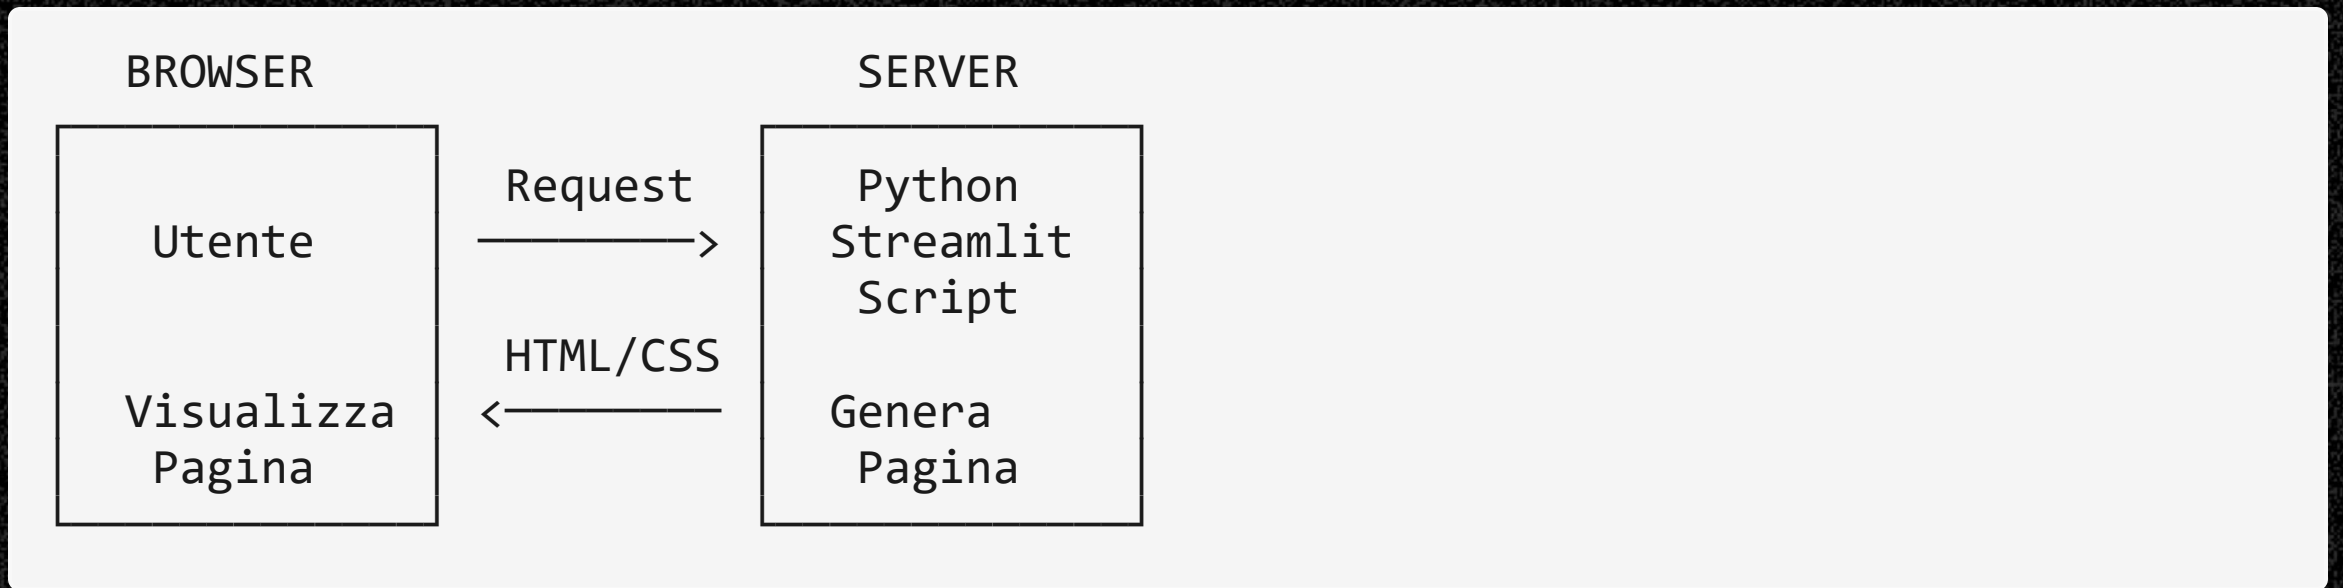 BROWSER SERVER
Request Python
Utente ────────> Streamlit
Script
HTML/CSS
Visualizza <──────── Genera
Pagina Pagina